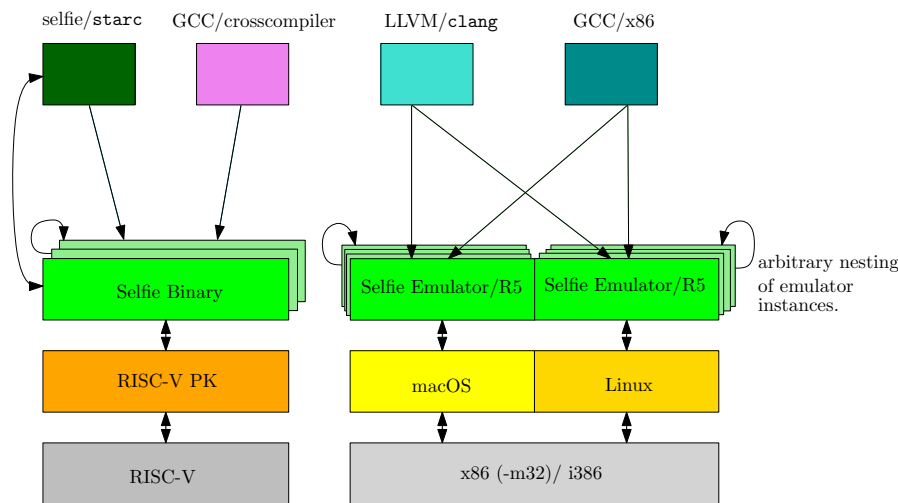 selfie/starc
GCC/crosscompiler
LLVM/clang
GCC/x86
Selfie Binary
Selfie Emulator/R5
Selfie Emulator/R5
arbitrary nesting
of emulator
instances.
RISC-V PK
macOS
Linux
RISC-V
x86 (-m32)/ i386